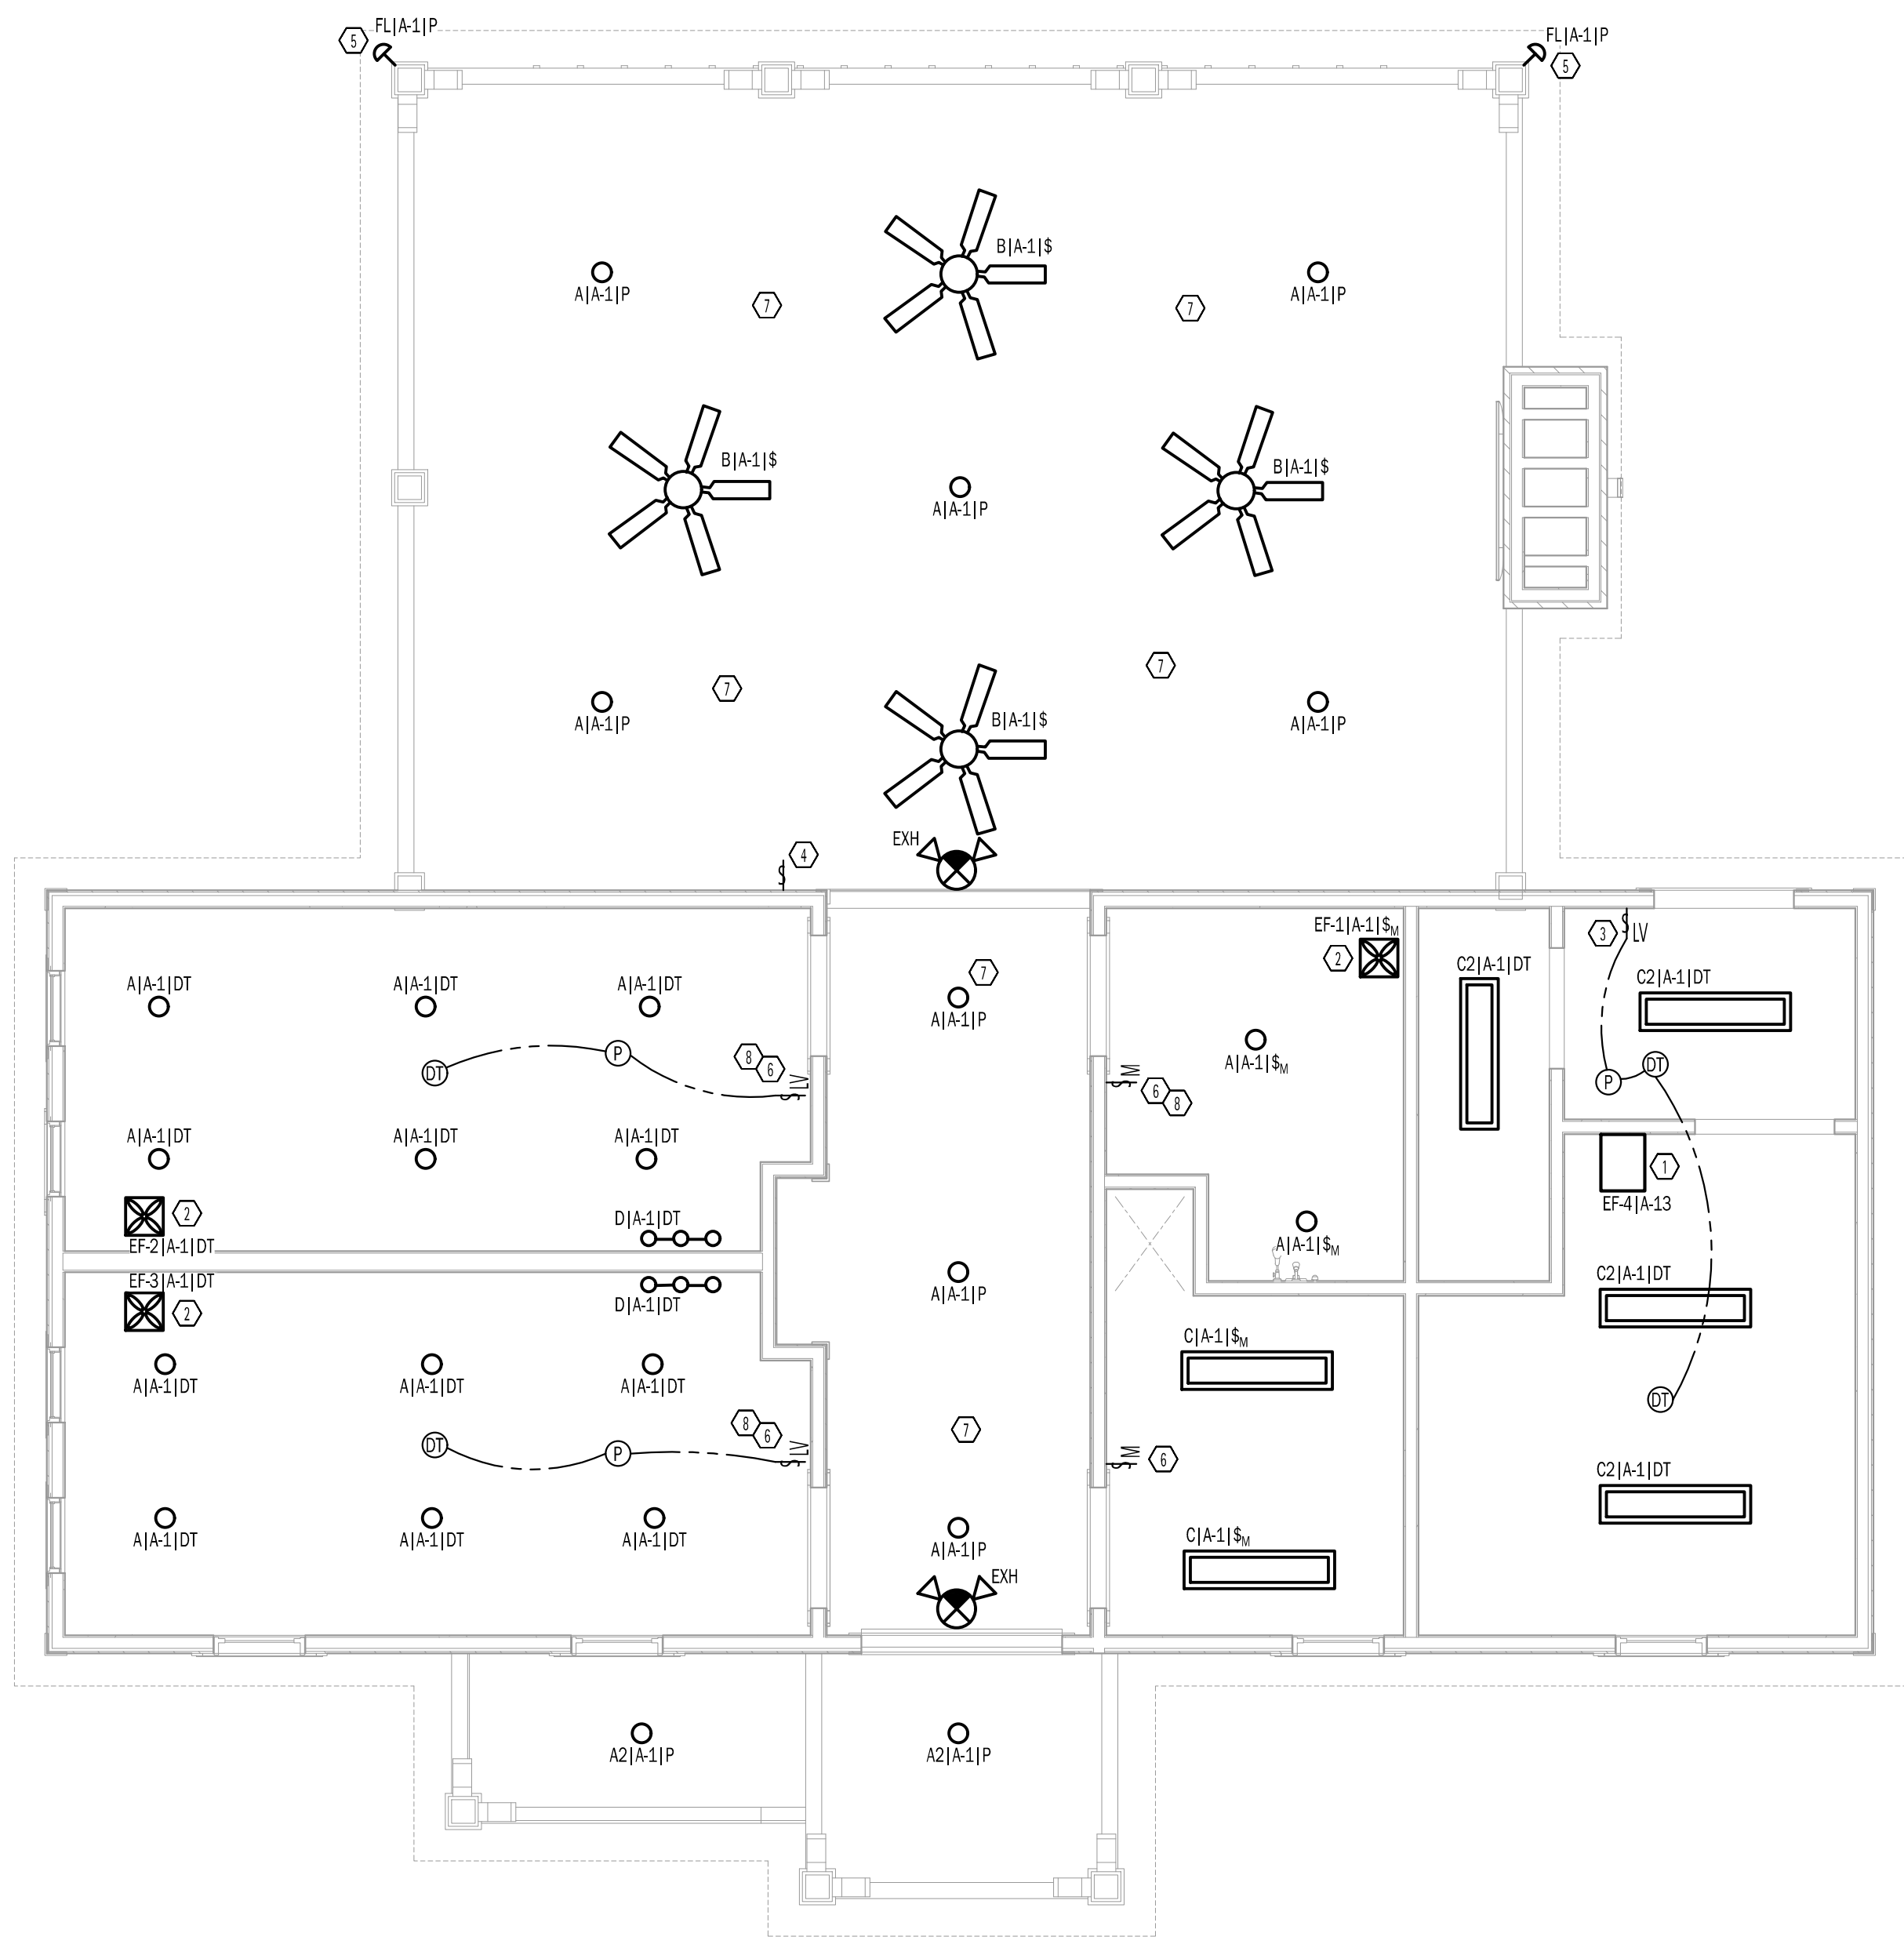 FL|A-1|P
5
FL|A-1|P
5
B|A-1|$
A|A-1|P
A|A-1|P
7
7
B|A-1|$
B|A-1|$
A|A-1|P
7
7
A|A-1|P
B|A-1|$
A|A-1|P
EXH
4
$
EF-1|A-1|$M
3
$LV
2
C2|A-1|DT
C2|A-1|DT
A|A-1|DT
A|A-1|DT
A|A-1|DT
7
A|A-1|P
A|A-1|$M
DT
P
8
6
$LV
$M
6
8
P
DT
A|A-1|DT
A|A-1|DT
A|A-1|DT
1
EF-4|A-13
2
EF-2|A-1|DT
D|A-1|DT
A|A-1|$M
EF-3|A-1|DT
2
D|A-1|DT
A|A-1|P
C2|A-1|DT
C|A-1|$M
A|A-1|DT
A|A-1|DT
A|A-1|DT
DT
8
6
7
DT
P
$LV
$M
6
C2|A-1|DT
A|A-1|DT
A|A-1|DT
A|A-1|DT
A|A-1|P
C|A-1|$M
EXH
A2|A-1|P
A2|A-1|P